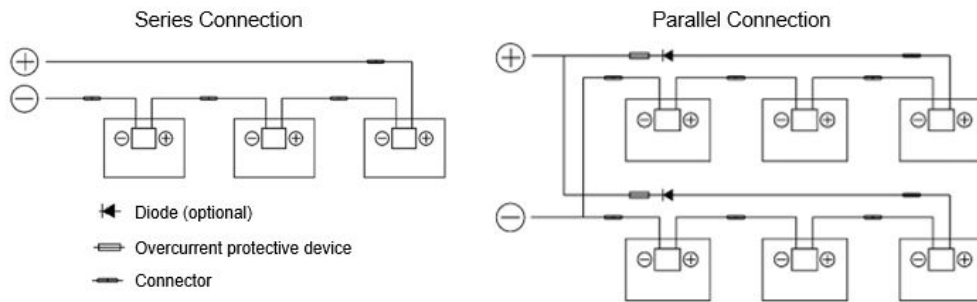 Series Connection
Parallel Connection
+
−
− +
− +
− +
Diode (optional)
Overcurrent protective device
Connector
+
− +
− +
− +
−
− +
− +
− +